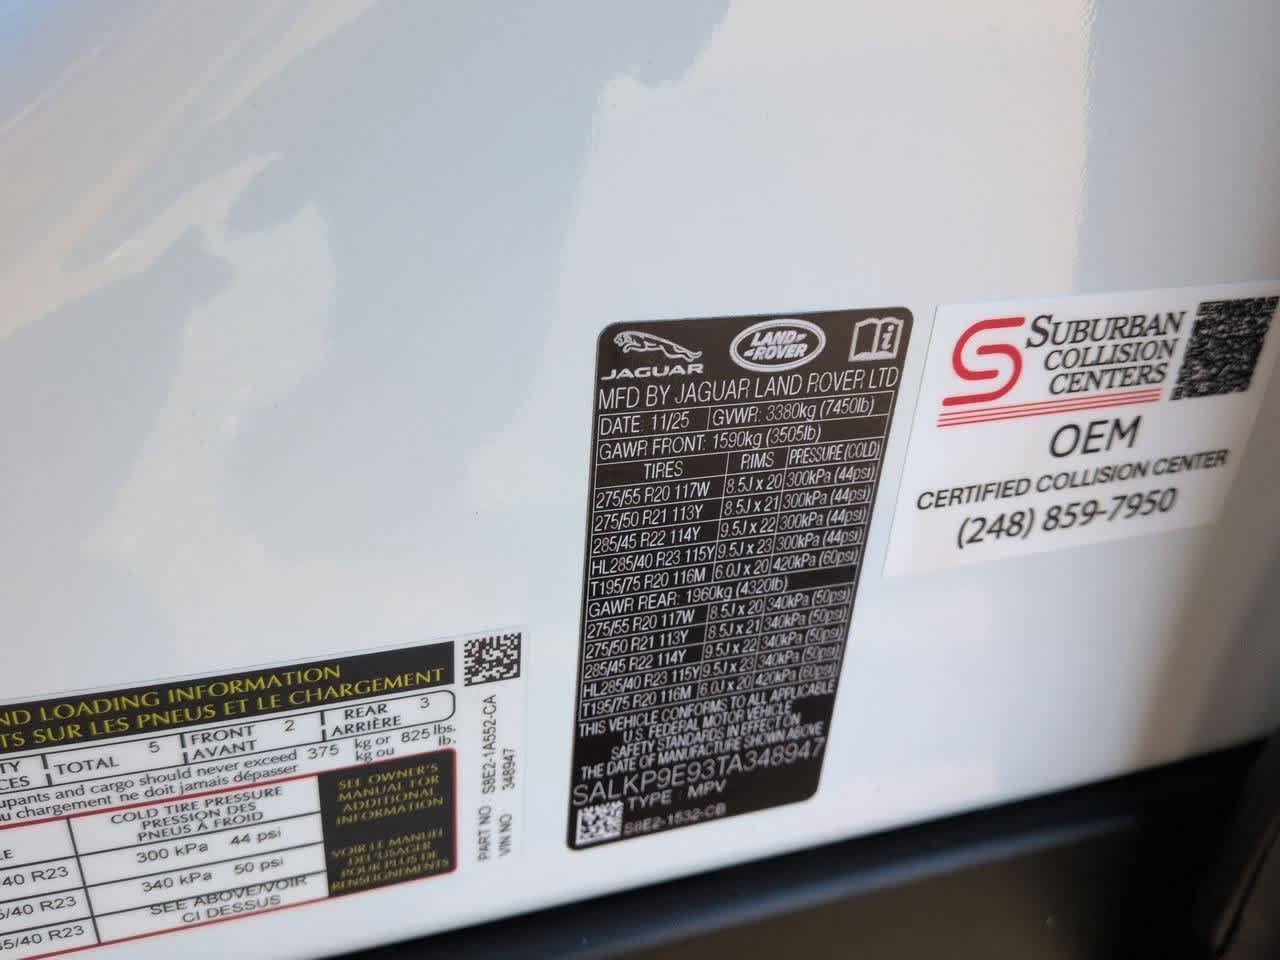 JAGUAR
LAND-
-ROVER
MFD BY JAGUAR LAND ROVER LTD
DATE: 11/25 GVWR: 3380kg (7450lb)
GAWR FRONT: 1590kg (3505lb)
TIRES RIMS PRESSURE (COLD)
275/55 R20 117W 8.5J x 20 300kPa (44psi)
275/50 R21 113Y 8.5J x 21 300kPa (44psi)
285/45 R22 114Y 9.5J x 22 300kPa (44psi)
HL285/40 R23 115Y 9.5J x 23 300kPa (44psi)
T195/75 R20 116M 6.0J x 20 420kPa (60psi)
GAWR REAR: 1960kg (4320lb)
275/55 R20 117W 8.5J x 20 340kPa (50psi)
275/50 R21 113Y 8.5J x 21 340kPa (50psi)
285/45 R22 114Y 9.5J x 22 340kPa (50psi)
HL285/40 R23 115Y 9.5J x 23 340kPa (50psi)
T195/75 R20 116M 6.0J x 20 420kPa (60psi)
THIS VEHICLE CONFORMS TO ALL APPLICABLE
U.S. FEDERAL MOTOR VEHICLE
SAFETY STANDARDS IN EFFECT ON
THE DATE OF MANUFACTURE SHOWN ABOVE
SALKP9E93TA348947
TYPE : MPV
S8E2-1532-CB
SUBURBAN
COLLISION
CENTERS
OEM
CERTIFIED COLLISION CENTER
(248) 859-7950
ND LOADING INFORMATION
TS SUR LES PNEUS ET LE CHARGEMENT
TY
CES
TOTAL 5
FRONT 2
AVANT
REAR 3
ARRIÈRE
upants and cargo should never exceed 375 kg or 825 lbs.
u chargement ne doit jamais dépasser kg ou lb.
LE
COLD TIRE PRESSURE
PRESSION DES
PNEUS À FROID
40 R23 300 kPa 44 psi
5/40 R23 340 kPa 50 psi
5/40 R23 SEE ABOVE/VOIR
CI DESSUS
SEE OWNER'S
MANUAL FOR
ADDITIONAL
INFORMATION
VOIR LE MANUEL
DE L'USAGER
POUR PLUS DE
RENSEIGNEMENTS
PART NO: S8E2-1A552-CA
VIN NO 348947